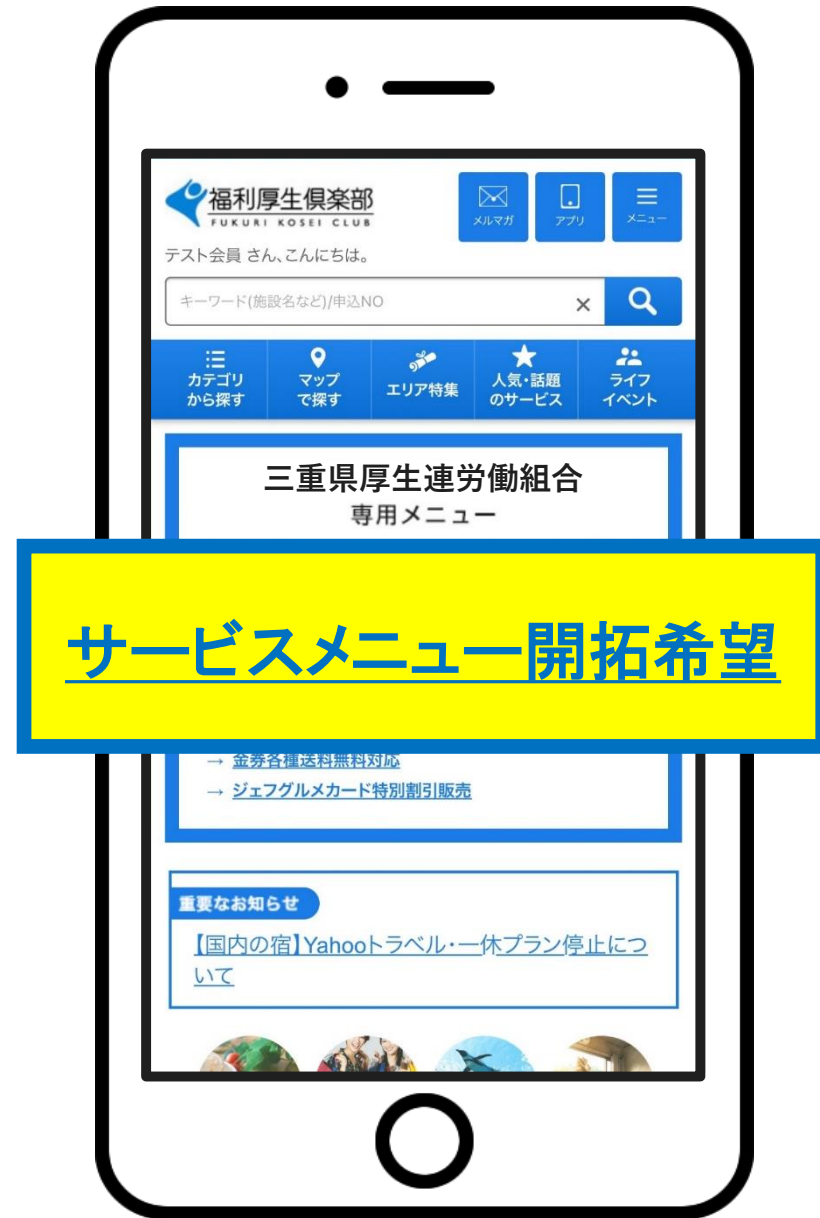 福利厚生倶楽部
FUKURI KOSEI CLUB
メルマガ
アプリ
メニュー
テスト会員 さん、こんにちは。
キーワード(施設名など)/申込NO
カテゴリ
から探す
マップ
で探す
エリア特集
人気・話題
のサービス
ライフ
イベント
三重県厚生連労働組合
専用メニュー
サービスメニュー開拓希望
→ 金券各種送料無料対応
→ ジェフグルメカード特別割引販売
重要なお知らせ
【国内の宿】Yahooトラベル・一休プラン停止につ
いて